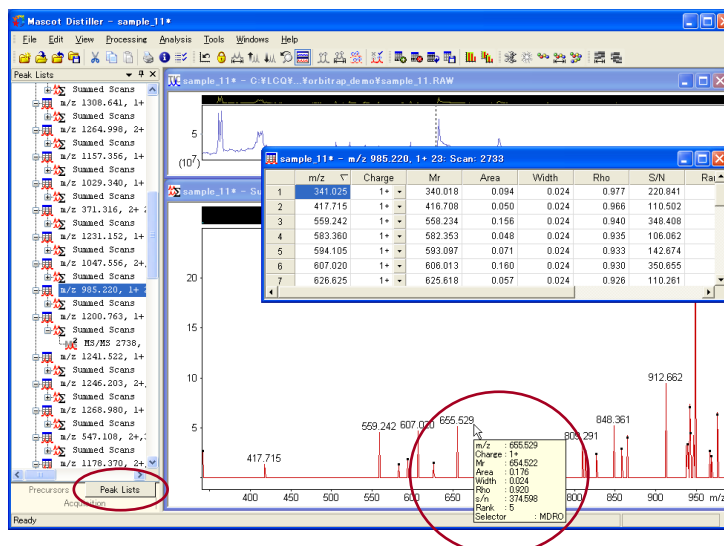 Mascot Distiller - sample_11*
File Edit View Processing Analysis Tools Windows Help
Peak Lists
Summed Scans
m/z 1308.641, 1+
Summed Scans
m/z 1264.998, 2+
Summed Scans
m/z 1157.356, 1+
Summed Scans
m/z 1029.340, 1+
Summed Scans
m/z 371.316, 2+
Summed Scans
m/z 1231.152, 1+
Summed Scans
m/z 1047.556, 2+,
Summed Scans
m/z 985.220, 1+
Summed Scans
m/z 1200.763, 1+
Summed Scans
MS/MS 2738,
m/z 1241.522, 1+
Summed Scans
m/z 1246.203, 2+,
Summed Scans
m/z 1268.980, 1+
Summed Scans
m/z 547.108, 2+,
Summed Scans
m/z 1178.370, 2+,
Precursors Peak Lists
Acquisition
Ready
sample_11* - C:¥LCQ¥...¥orbitrap_demo¥sample_11.RAW
5
(10⁷)
sample_11* - Su
20
15
10
5
417.715 559.242 607.020 655.529 809.291 848.361 912.662
400 450 500 550 600 650 800 850 900 950 m/z
sample_11* - m/z 985.220, 1+ 23: Scan: 2733
m/z Charge Mr Area Width Rho S/N
1 341.025 1+ 340.018 0.094 0.024 0.977 220.841
2 417.715 1+ 416.708 0.050 0.024 0.966 110.502
3 559.242 1+ 558.234 0.156 0.024 0.940 348.408
4 583.360 1+ 582.353 0.048 0.024 0.935 106.062
5 594.105 1+ 593.097 0.071 0.024 0.933 142.674
6 607.020 1+ 606.013 0.160 0.024 0.930 350.655
7 626.625 1+ 625.618 0.057 0.024 0.926 110.261
m/z : 655.529
Charge : 1+
Mr : 654.522
Area : 0.176
Width : 0.024
Rho : 0.920
s/n : 374.598
Rank : 5
Selector : MDRO